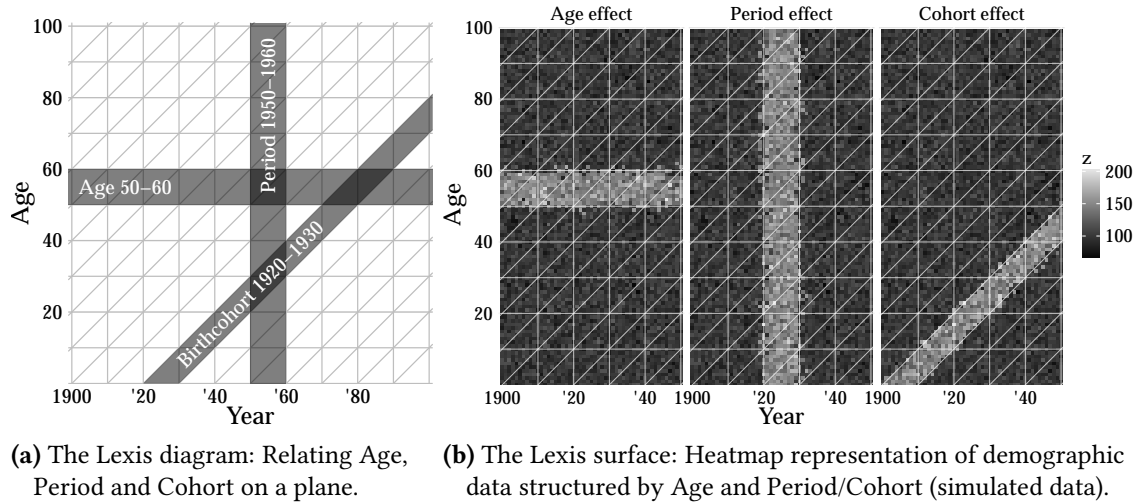 100
80
60
40
20
Age
Age 50–60
Period 1950–1960
Birthcohort 1920–1930
1900 '20 '40 '60 '80
Year
(a) The Lexis diagram: Relating Age,
Period and Cohort on a plane.
Age effect Period effect Cohort effect
100
80
60
40
20
Age
1900 '20 '40 1900 '20 '40 1900 '20 '40
Year
z
200
150
100
(b) The Lexis surface: Heatmap representation of demographic
data structured by Age and Period/Cohort (simulated data).